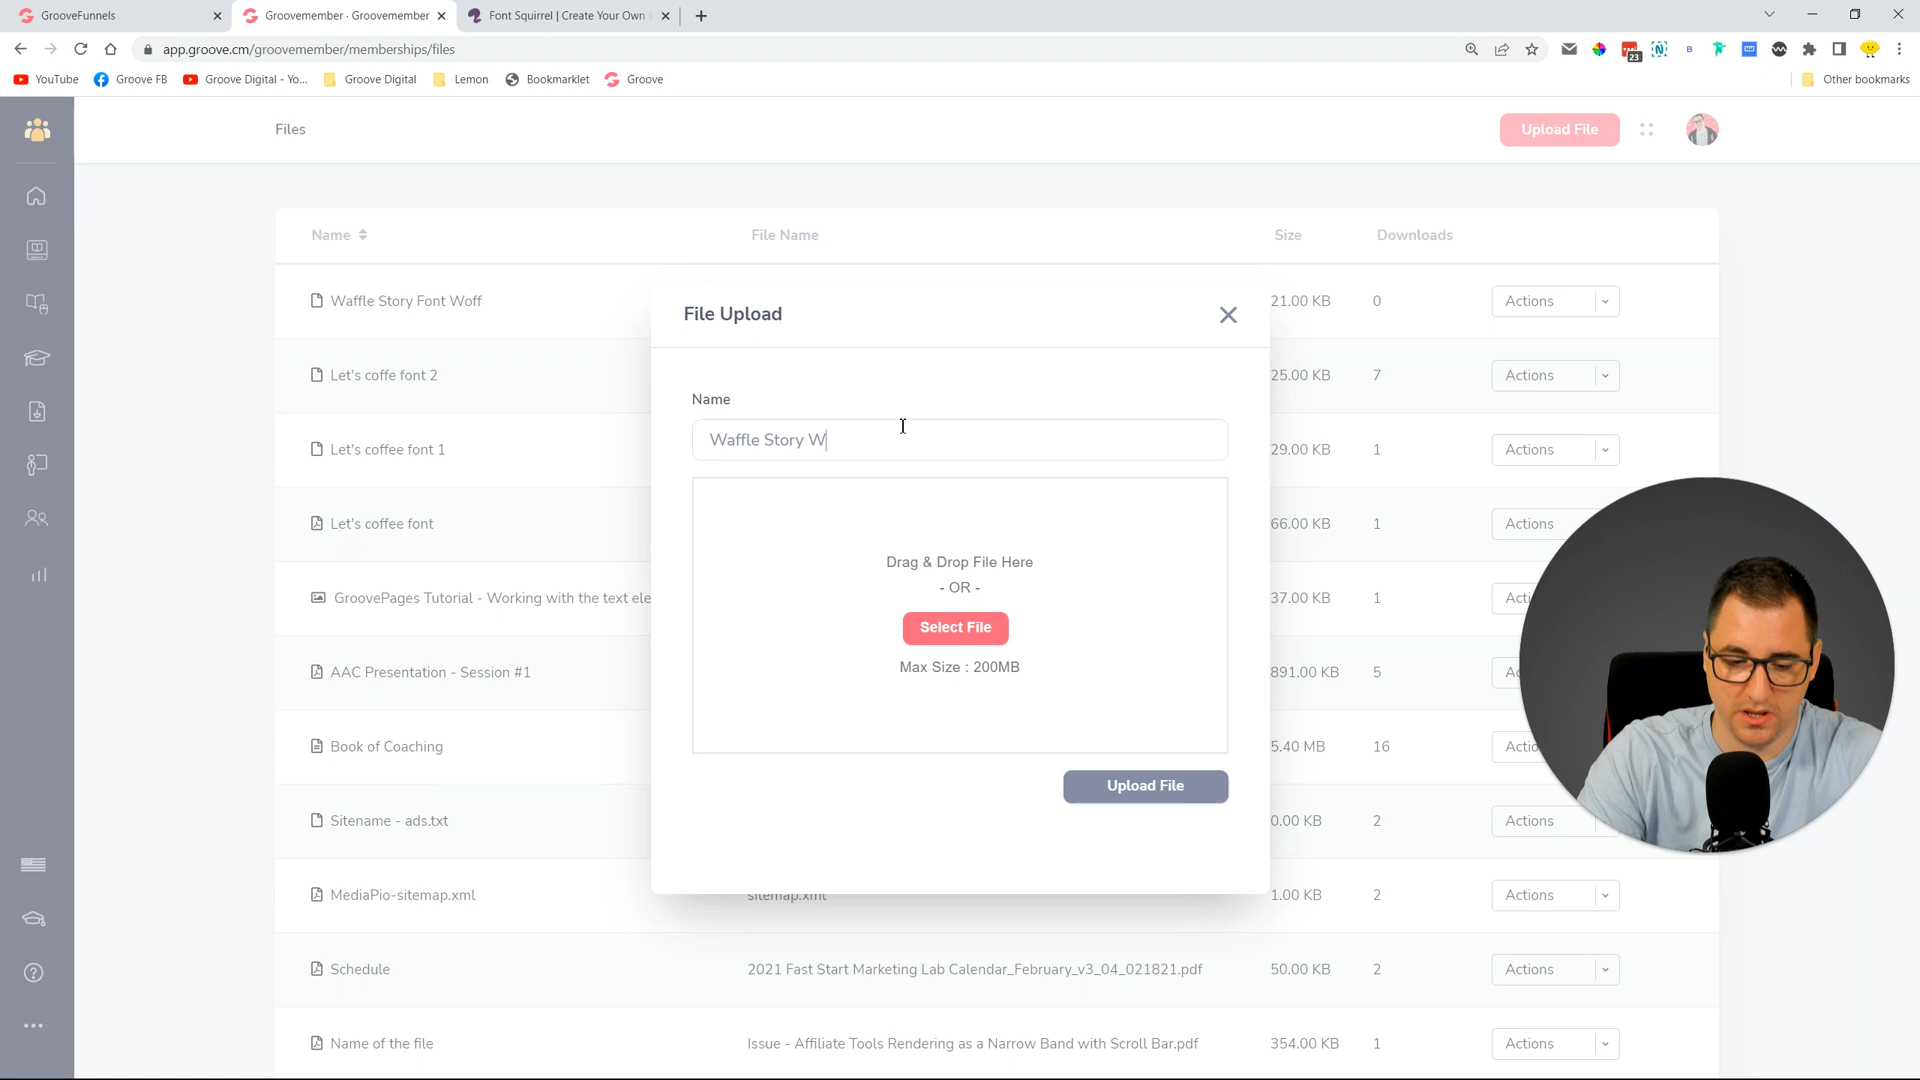 GrooveFunnels
Groovemember · Groovemember
Font Squirrel | Create Your Own
app.groove.cm/groovemember/memberships/files
23
YouTube
Groove FB
Groove Digital - Yo...
Groove Digital
Lemon
Bookmarklet
Groove
Other bookmarks
Files
Upload File
Name
File Name
Size
Downloads
Waffle Story Font Woff
21.00 KB
0
Actions
Let's coffe font 2
25.00 KB
7
Actions
Let's coffee font 1
29.00 KB
1
Actions
Let's coffee font
66.00 KB
1
Actions
GroovePages Tutorial - Working with the text ele
37.00 KB
1
Acti
AAC Presentation - Session #1
891.00 KB
5
Book of Coaching
5.40 MB
16
Actio
Sitename - ads.txt
0.00 KB
2
Actions
MediaPio-sitemap.xml
sitemap.xml
1.00 KB
2
Actions
Schedule
2021 Fast Start Marketing Lab Calendar_February_v3_04_021821.pdf
50.00 KB
2
Actions
Name of the file
Issue - Affiliate Tools Rendering as a Narrow Band with Scroll Bar.pdf
354.00 KB
1
Actions
File Upload
Name
Waffle Story W
Drag & Drop File Here
- OR -
Select File
Max Size : 200MB
Upload File